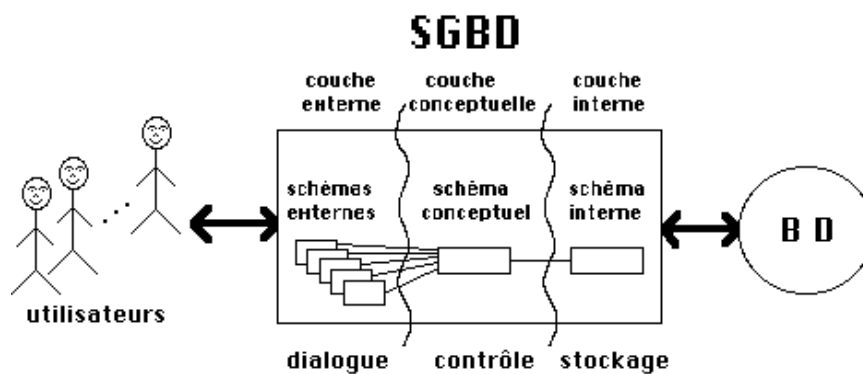 SGBD
couche couche couche
externe conceptuelle interne
schémas schéma schéma
externes conceptuel interne
B D
utilisateurs
dialogue contrôle stockage